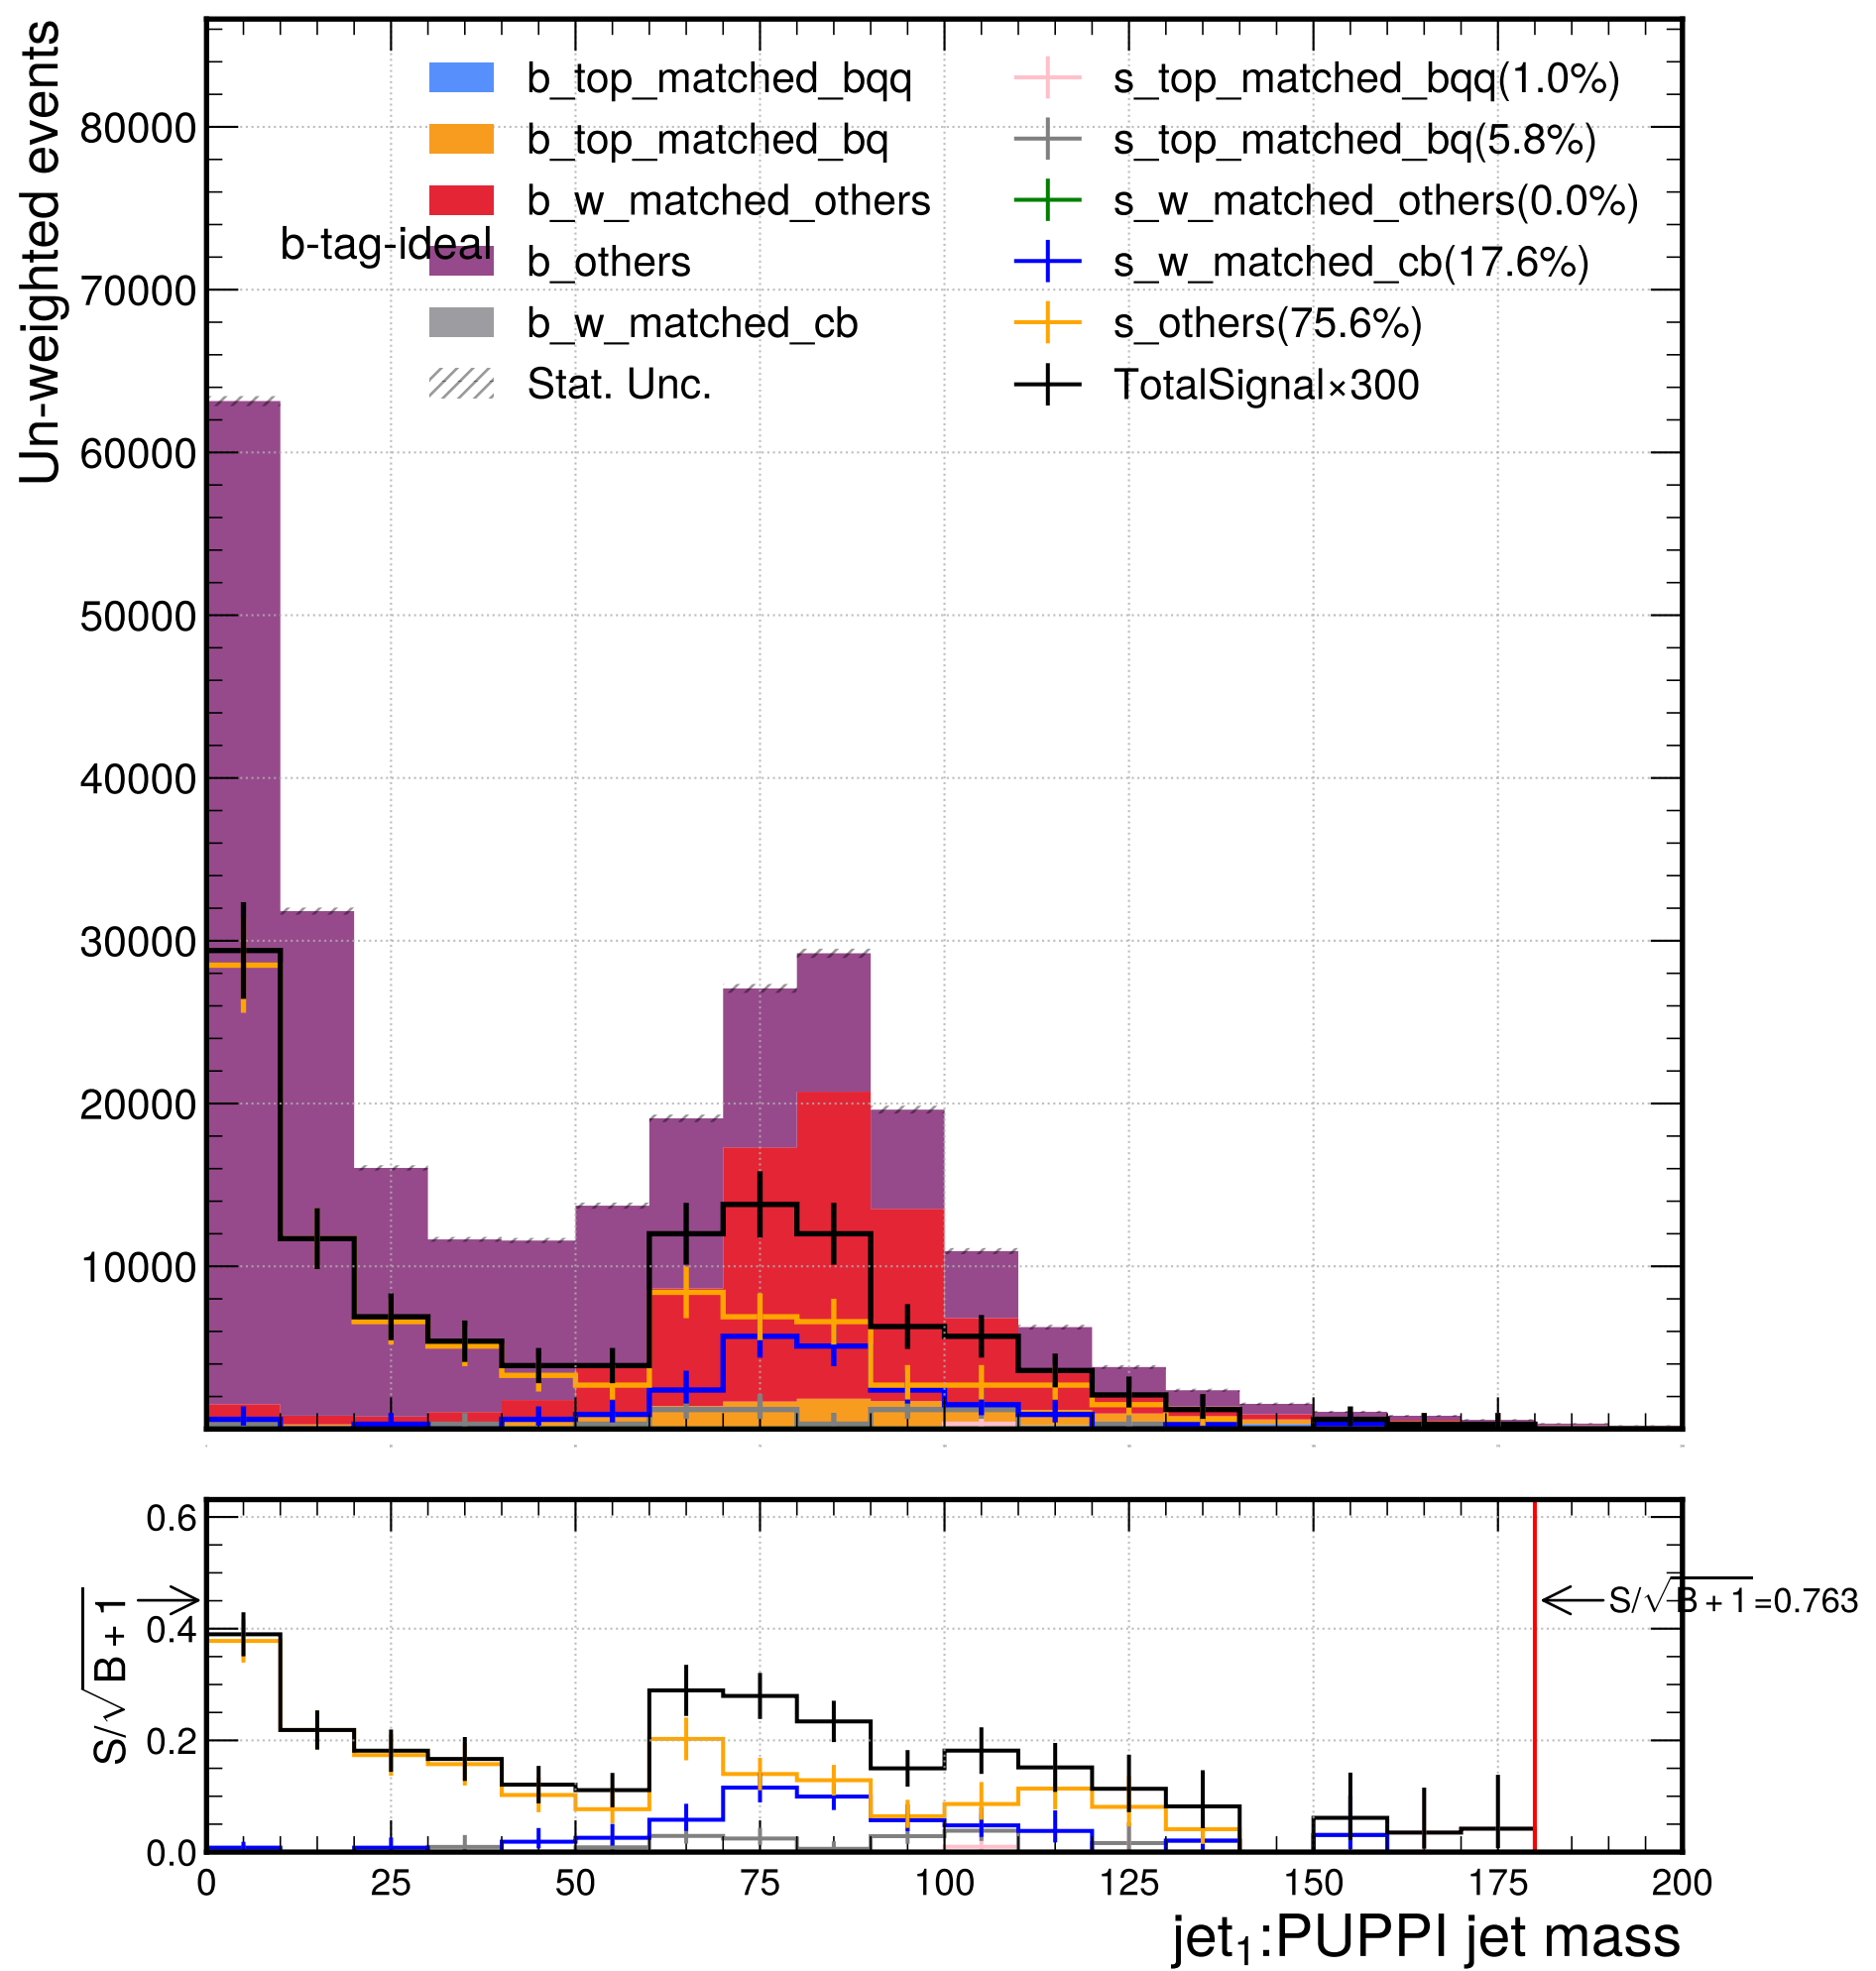 Un-weighted events
80000
70000
60000
50000
40000
30000
20000
10000
b-tag-ideal
b_top_matched_bqq
b_top_matched_bq
b_w_matched_others
b_others
b_w_matched_cb
Stat. Unc.
s_top_matched_bqq(1.0%)
s_top_matched_bq(5.8%)
s_w_matched_others(0.0%)
s_w_matched_cb(17.6%)
s_others(75.6%)
TotalSignal×300
S/√B + 1
0.6
0.4
0.2
0.0
S/√B + 1=0.763
0 25 50 75 100 125 150 175 200
jet₁:PUPPI jet mass